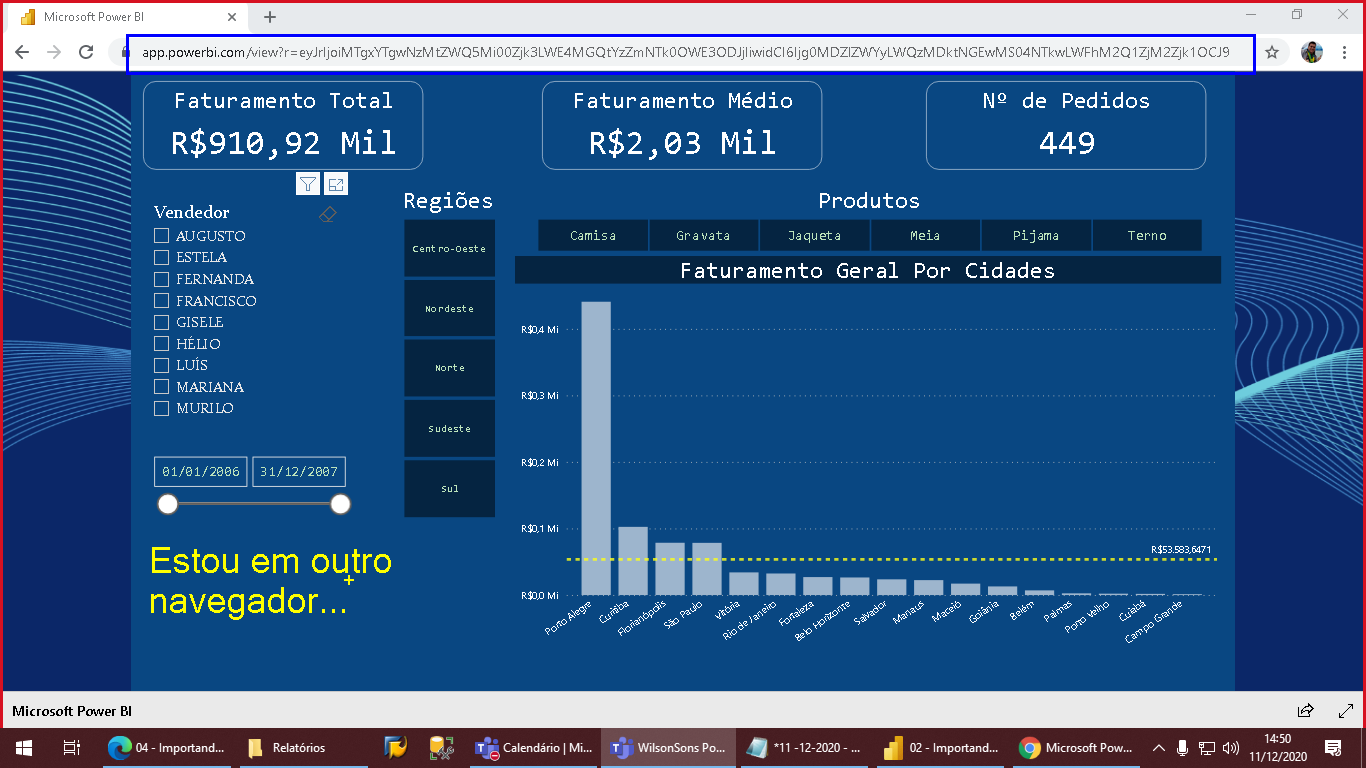 Microsoft Power BI
app.powerbi.com/view?r=eyJrIjoiMTgxYTgwNzMtZWQ5Mi00Zjk3LWE4MGQtYzZmNTk0OWE3ODJjIiwidCI6Ijg0MDZlZWYyLWQzMDktNGEwMS04NTkwLWFhM2Q1ZjM2Zjk1OCJ9
Faturamento Total
R$910,92 Mil
Faturamento Médio
R$2,03 Mil
Nº de Pedidos
449
Vendedor
AUGUSTO
ESTELA
FERNANDA
FRANCISCO
GISELE
HÉLIO
LUÍS
MARIANA
MURILO
01/01/2006 31/12/2007
Estou em outro
navegador...
Regiões
Centro-Oeste
Nordeste
Norte
Sudeste
Sul
Produtos
Camisa Gravata Jaqueta Meia Pijama Terno
Faturamento Geral Por Cidades
R$0,4 Mi
R$0,3 Mi
R$0,2 Mi
R$0,1 Mi
R$53.583,6471
R$0,0 Mi
Porto Alegre Curitiba Florianópolis São Paulo Vitória Rio de Janeiro Fortaleza Belo Horizonte Salvador Manaus Maceió Goiânia Belém Palmas Porto Velho Cuiabá Campo Grande
Microsoft Power BI
04 - Importand... Relatórios Calendário | Mi... WilsonSons Po... *11 -12-2020 - ... 02 - Importand... Microsoft Pow...
14:50
11/12/2020